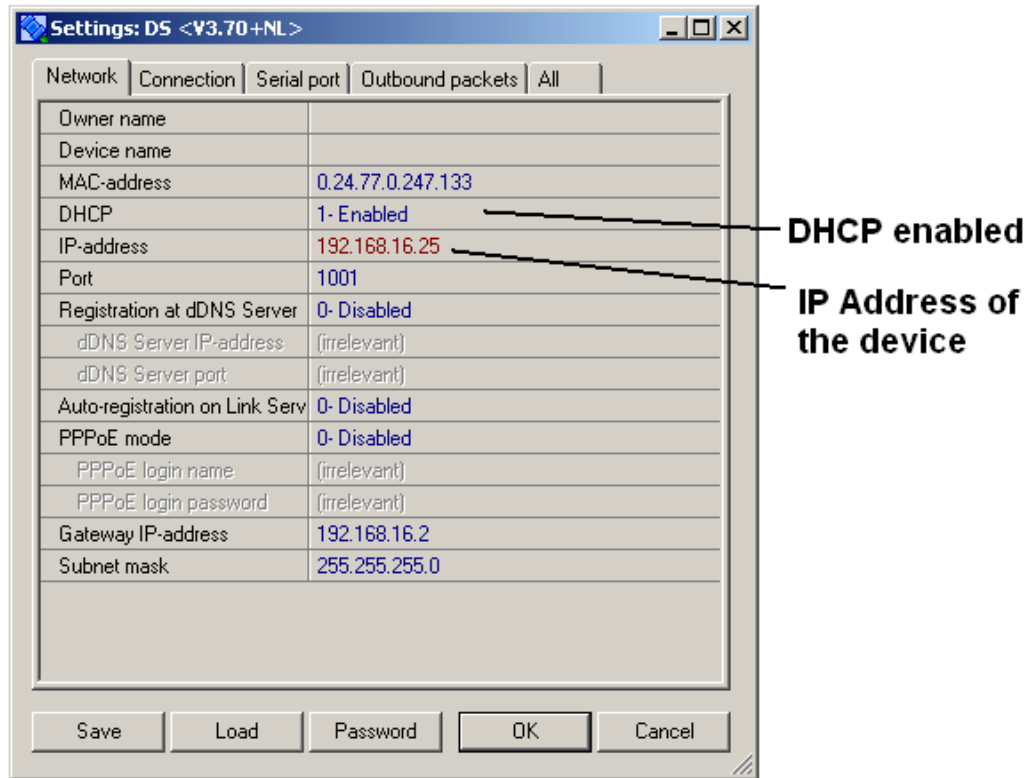 Settings: DS <V3.70+NL>
Network Connection Serial port Outbound packets All
Owner name
Device name
MAC-address 0.24.77.0.247.133
DHCP 1- Enabled
DHCP enabled
IP-address 192.168.16.25
IP Address of
the device
Port 1001
Registration at dDNS Server 0- Disabled
dDNS Server IP-address (irrelevant)
dDNS Server port (irrelevant)
Auto-registration on Link Serv 0- Disabled
PPPoE mode 0- Disabled
PPPoE login name (irrelevant)
PPPoE login password (irrelevant)
Gateway IP-address 192.168.16.2
Subnet mask 255.255.255.0
Save Load Password OK Cancel